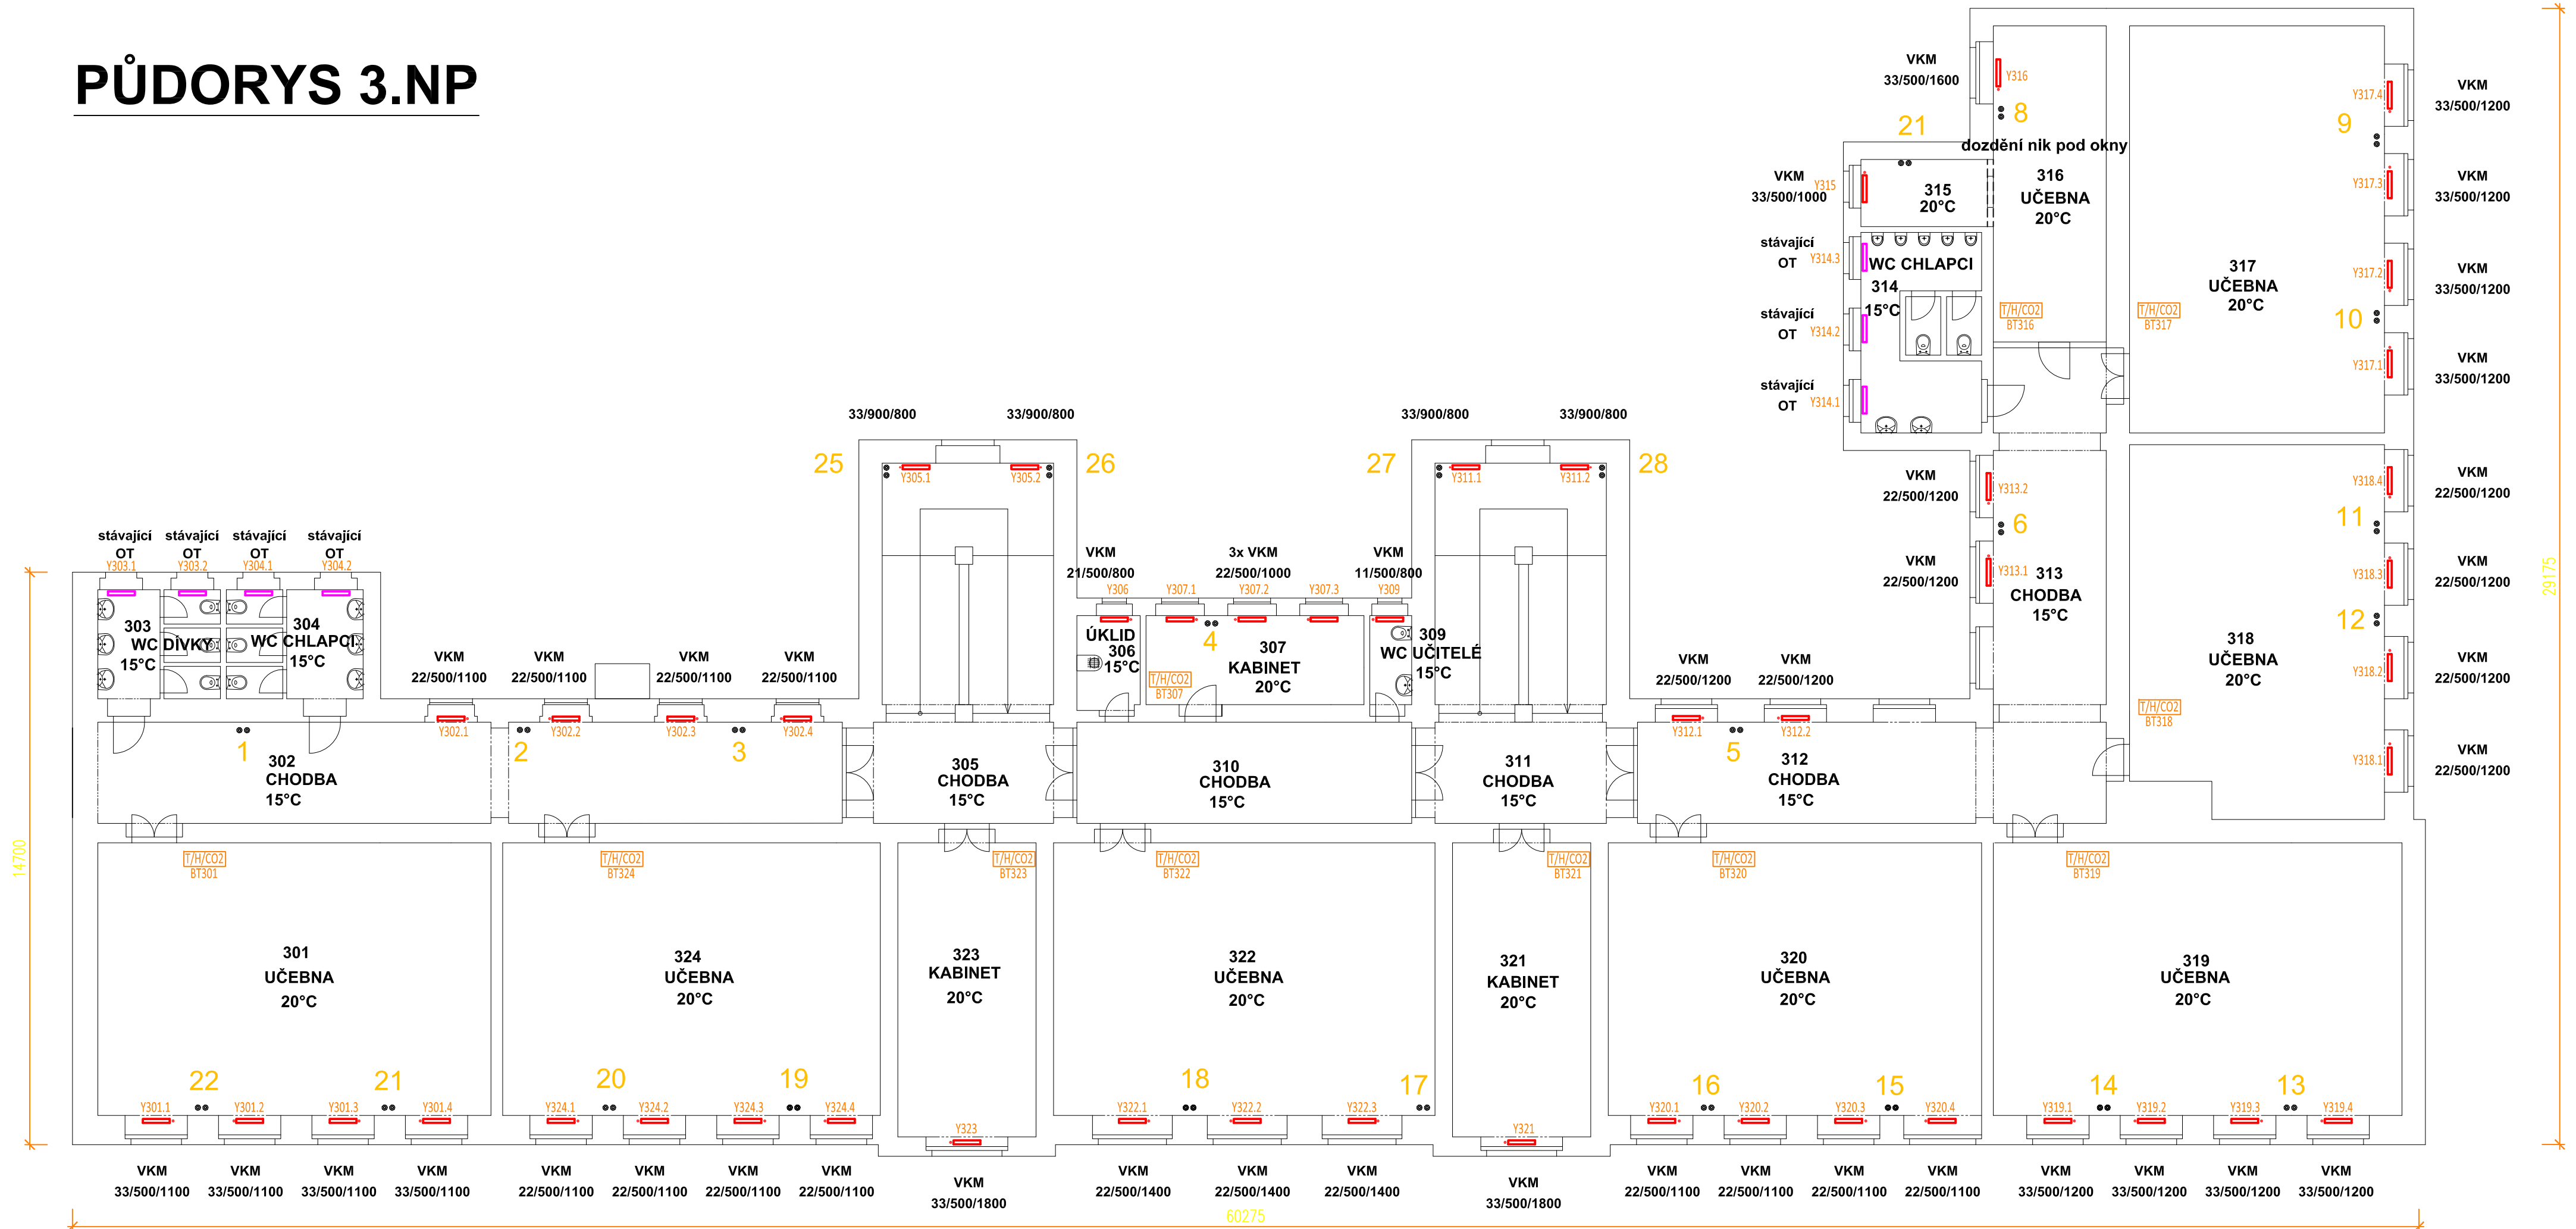 PŮDORYS 3.NP
VKM
33/500/1600
Y316
8
21
dozdění nik pod okny
VKM
33/500/1000
Y315
315
20°C
316
UČEBNA
20°C
Y317.4
VKM
33/500/1200
9
Y317.3
VKM
33/500/1200
stávající
OT
Y314.3
WC CHLAPCI
314
15°C
317
UČEBNA
20°C
Y317.2
VKM
33/500/1200
stávající
OT
Y314.2
T/H/CO2
BT316
T/H/CO2
BT317
10
Y317.1
VKM
33/500/1200
stávající
OT
Y314.1
33/900/800
33/900/800
33/900/800
33/900/800
25
Y305.1
Y305.2
26
27
Y311.1
Y311.2
28
VKM
22/500/1200
Y313.2
6
VKM
22/500/1200
Y313.1
313
CHODBA
15°C
Y318.4
VKM
22/500/1200
11
Y318.3
VKM
22/500/1200
12
318
UČEBNA
20°C
Y318.2
VKM
22/500/1200
T/H/CO2
BT318
Y318.1
VKM
22/500/1200
29175
stávající
OT
Y303.1
stávající
OT
Y303.2
stávající
OT
Y304.1
stávající
OT
Y304.2
303
WC DÍVKY
15°C
304
WC CHLAPCI
15°C
VKM
22/500/1100
VKM
22/500/1100
VKM
22/500/1100
VKM
22/500/1100
Y302.1
Y302.2
Y302.3
Y302.4
1
2
3
302
CHODBA
15°C
VKM
21/500/800
Y306
3x VKM
22/500/1000
Y307.1
Y307.2
Y307.3
VKM
11/500/800
Y309
ÚKLID
306
15°C
4
307
KABINET
20°C
T/H/CO2
BT307
309
WC UČITELÉ
15°C
VKM
22/500/1200
VKM
22/500/1200
Y312.1
Y312.2
5
305
CHODBA
15°C
310
CHODBA
15°C
311
CHODBA
15°C
312
CHODBA
15°C
14700
T/H/CO2
BT301
T/H/CO2
BT324
T/H/CO2
BT323
T/H/CO2
BT322
T/H/CO2
BT321
T/H/CO2
BT320
T/H/CO2
BT319
301
UČEBNA
20°C
324
UČEBNA
20°C
323
KABINET
20°C
322
UČEBNA
20°C
321
KABINET
20°C
320
UČEBNA
20°C
319
UČEBNA
20°C
22
21
20
19
18
17
16
15
14
13
Y301.1
Y301.2
Y301.3
Y301.4
Y324.1
Y324.2
Y324.3
Y324.4
Y323
Y322.1
Y322.2
Y322.3
Y321
Y320.1
Y320.2
Y320.3
Y320.4
Y319.1
Y319.2
Y319.3
Y319.4
VKM
33/500/1100
VKM
33/500/1100
VKM
33/500/1100
VKM
33/500/1100
VKM
22/500/1100
VKM
22/500/1100
VKM
22/500/1100
VKM
22/500/1100
VKM
33/500/1800
VKM
22/500/1400
VKM
22/500/1400
VKM
22/500/1400
VKM
33/500/1800
VKM
22/500/1100
VKM
22/500/1100
VKM
22/500/1100
VKM
22/500/1100
VKM
33/500/1200
VKM
33/500/1200
VKM
33/500/1200
VKM
33/500/1200
60275